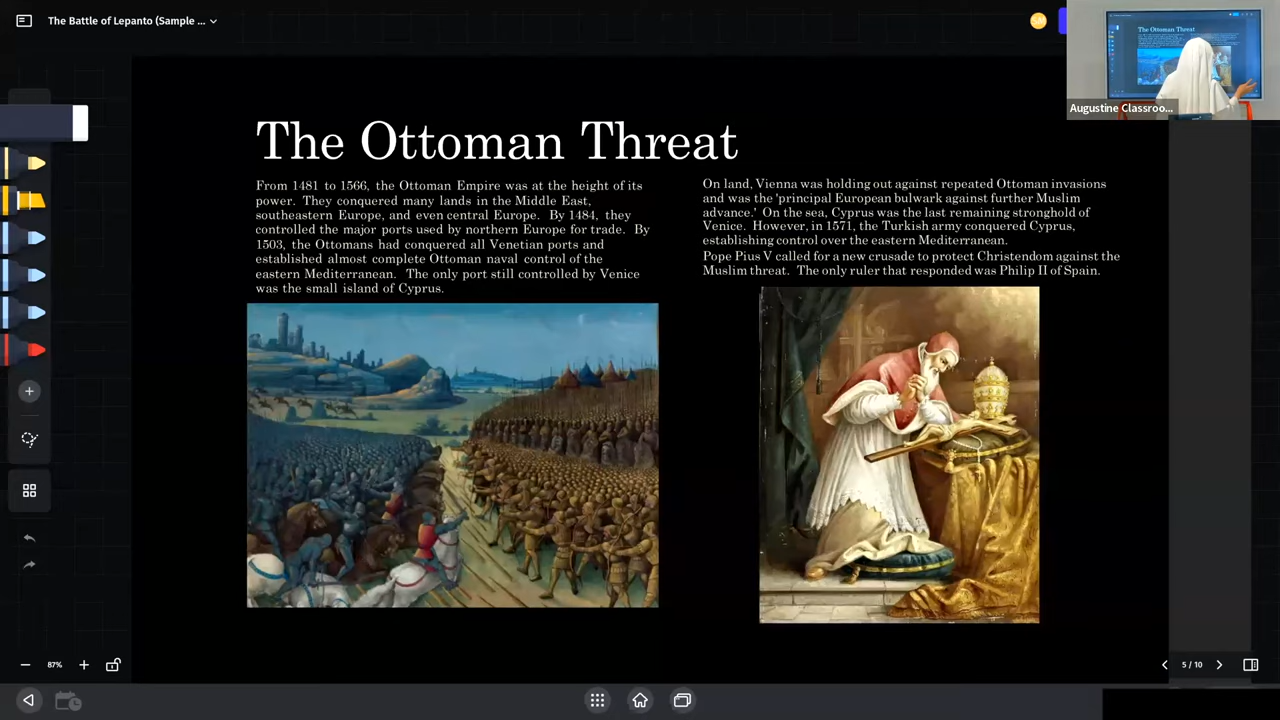 The Battle of Lepanto (Sample ...
The Ottoman Threat
Augustine Classroo...
The Ottoman Threat
From 1481 to 1566, the Ottoman Empire was at the height of its
power. They conquered many lands in the Middle East,
southeastern Europe, and even central Europe. By 1484, they
controlled the major ports used by northern Europe for trade. By
1503, the Ottomans had conquered all Venetian ports and
established almost complete Ottoman naval control of the
eastern Mediterranean. The only port still controlled by Venice
was the small island of Cyprus.
On land, Vienna was holding out against repeated Ottoman invasions
and was the 'principal European bulwark against further Muslim
advance.' On the sea, Cyprus was the last remaining stronghold of
Venice. However, in 1571, the Turkish army conquered Cyprus,
establishing control over the eastern Mediterranean.
Pope Pius V called for a new crusade to protect Christendom against the
Muslim threat. The only ruler that responded was Philip II of Spain.
87%
5 / 10